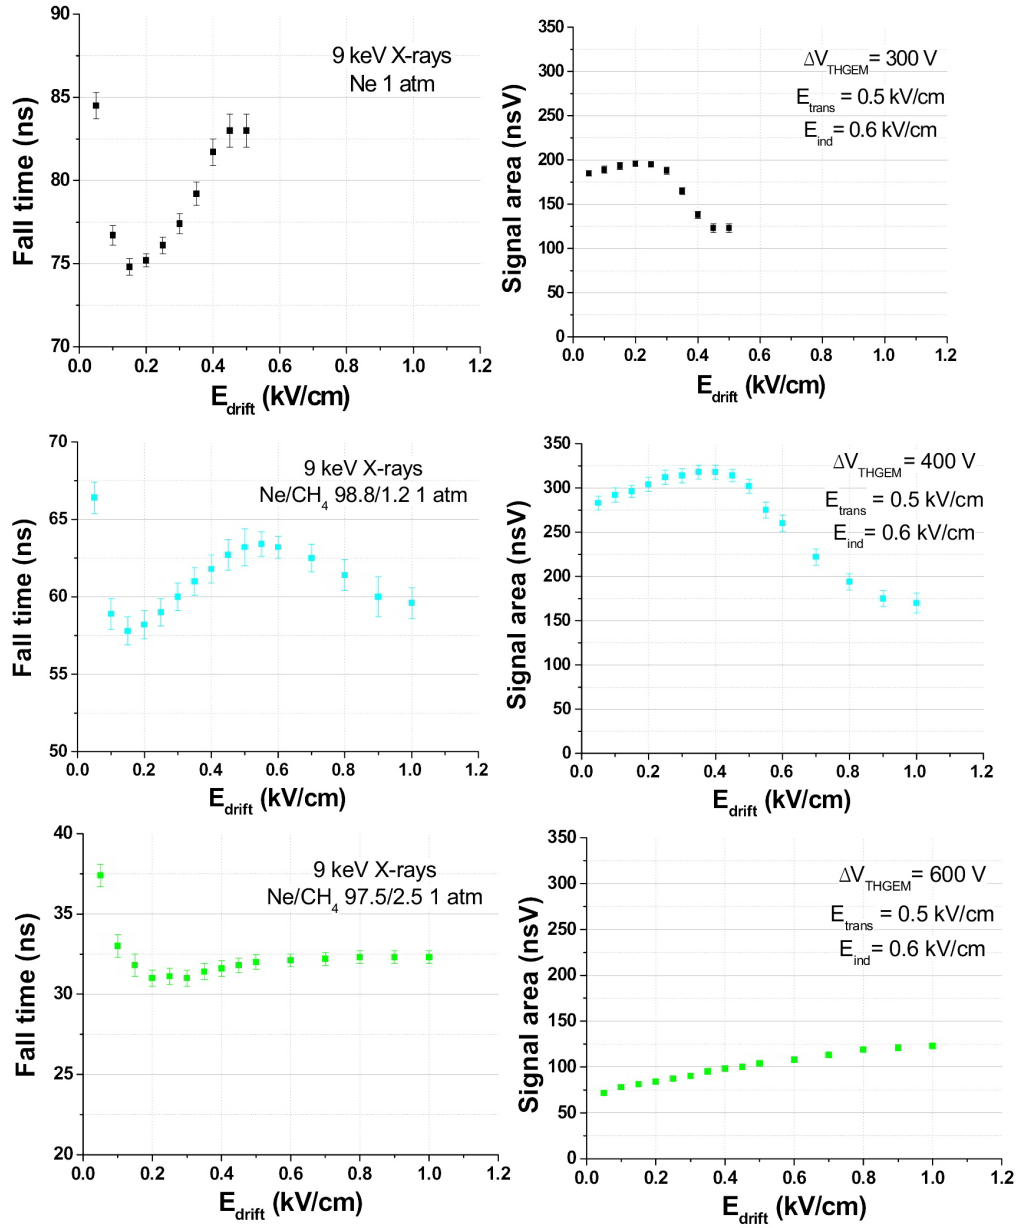 90
85
80
75
70
Fall time (ns)
9 keV X-rays
Ne 1 atm
0.0 0.2 0.4 0.6 0.8 1.0 1.2
E_drift (kV/cm)
350
300
250
200
150
100
50
0
Signal area (nsV)
ΔV_THGEM = 300 V
E_trans = 0.5 kV/cm
E_ind = 0.6 kV/cm
0.0 0.2 0.4 0.6 0.8 1.0 1.2
E_drift (kV/cm)
70
65
60
55
50
Fall time (ns)
9 keV X-rays
Ne/CH_4 98.8/1.2 1 atm
0.0 0.2 0.4 0.6 0.8 1.0 1.2
E_drift (kV/cm)
350
300
250
200
150
100
50
0
Signal area (nsV)
ΔV_THGEM = 400 V
E_trans = 0.5 kV/cm
E_ind = 0.6 kV/cm
0.0 0.2 0.4 0.6 0.8 1.0 1.2
E_drift (kV/cm)
40
35
30
25
20
Fall time (ns)
9 keV X-rays
Ne/CH_4 97.5/2.5 1 atm
0.0 0.2 0.4 0.6 0.8 1.0 1.2
E_drift (kV/cm)
350
300
250
200
150
100
50
0
Signal area (nsV)
ΔV_THGEM = 600 V
E_trans = 0.5 kV/cm
E_ind = 0.6 kV/cm
0.0 0.2 0.4 0.6 0.8 1.0 1.2
E_drift (kV/cm)